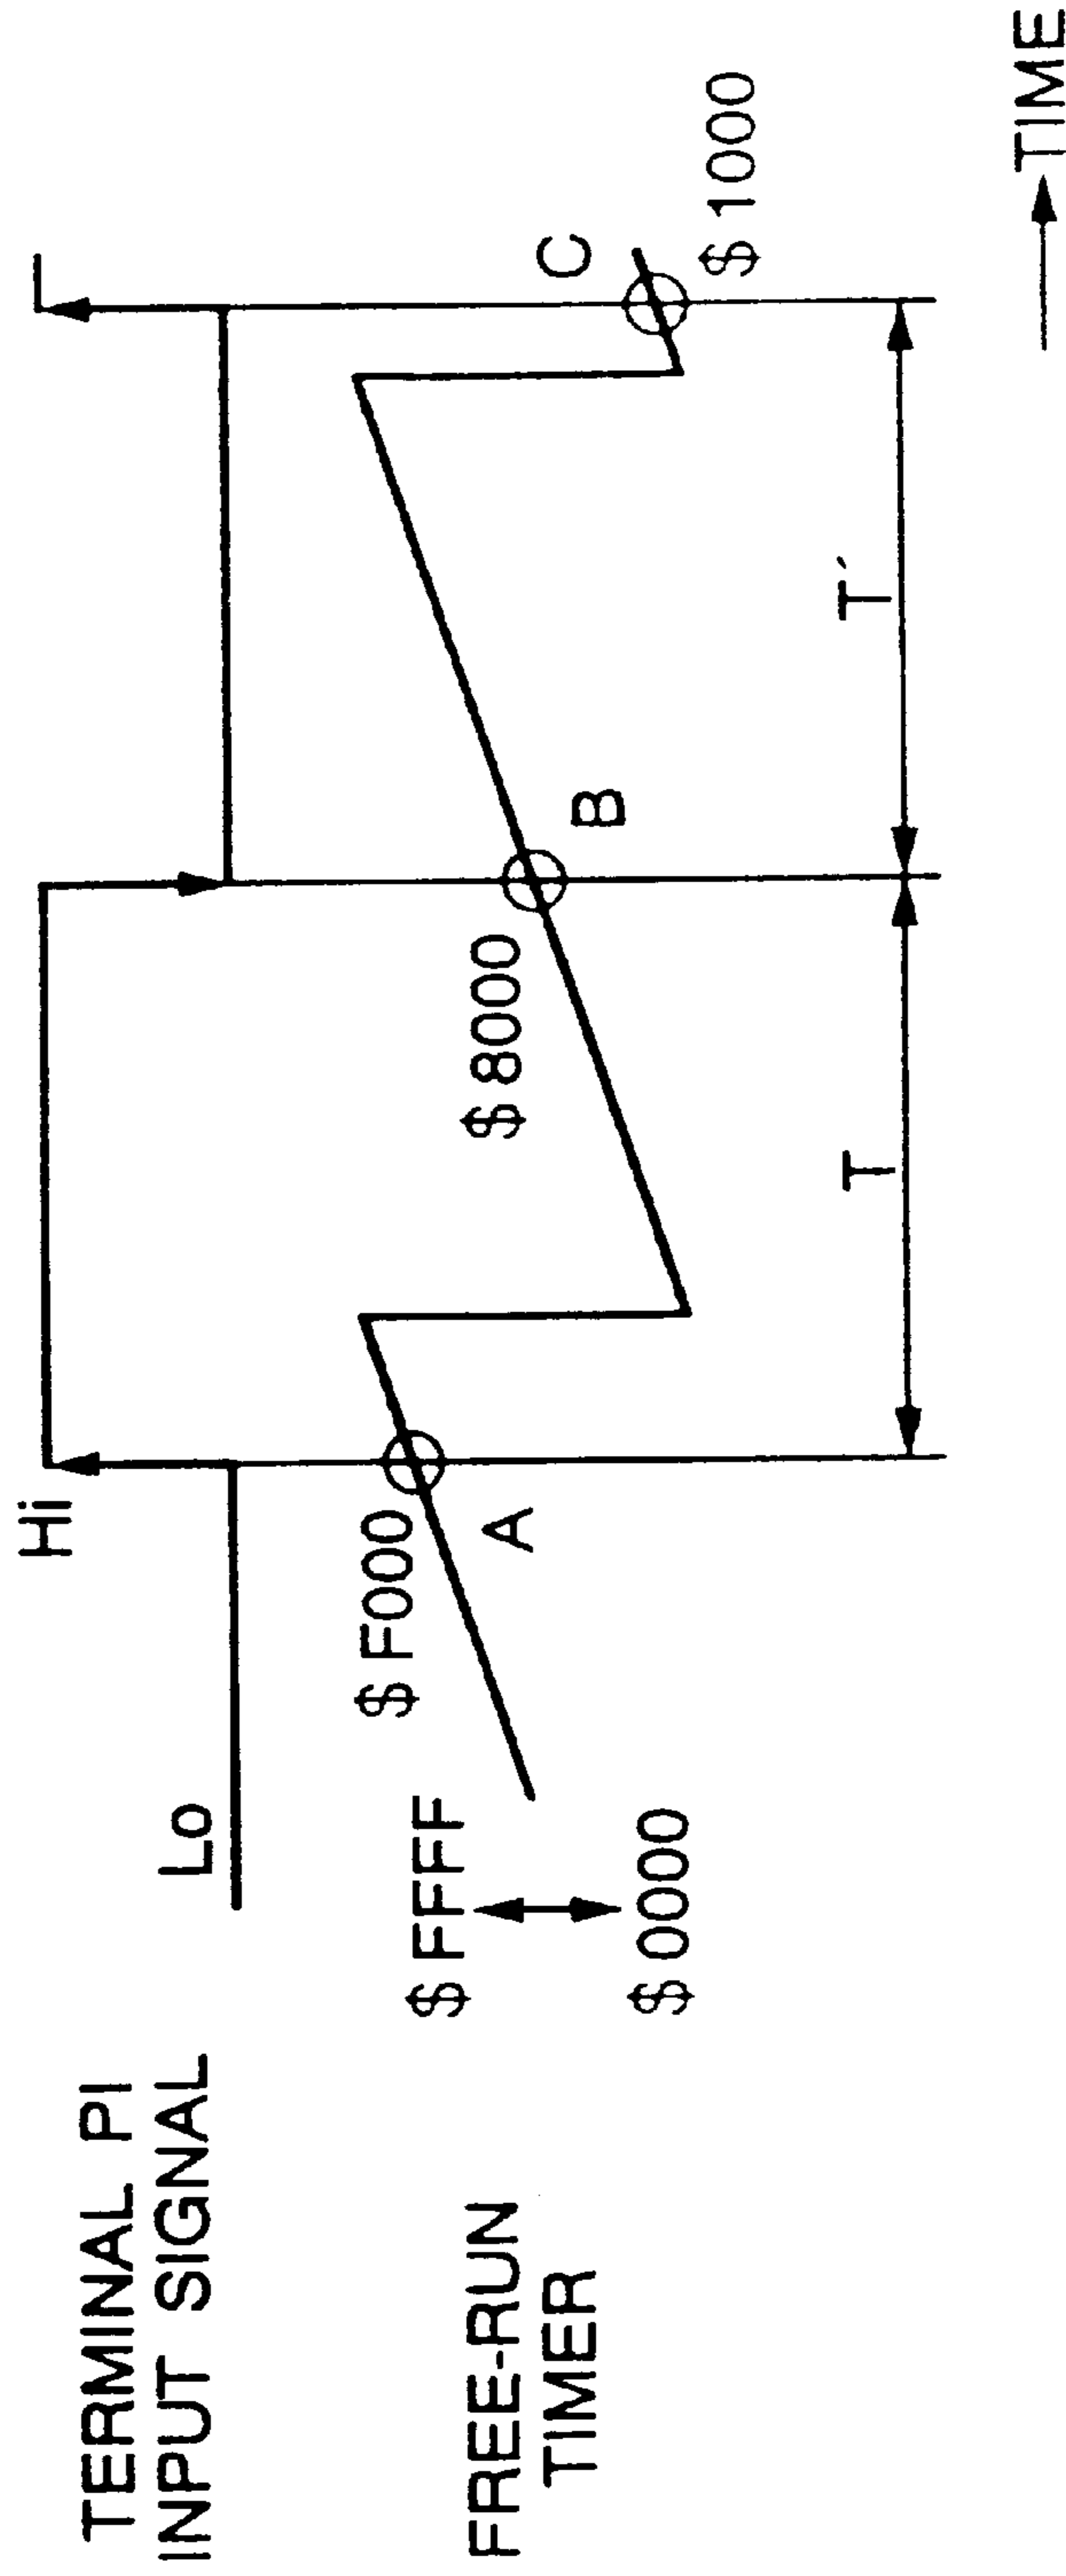 TERMINAL PI
INPUT SIGNAL
Lo
Hi
FREE-RUN
TIMER
$ FFFF
$ 0000
$ F000
A
$ 8000
B
C
$ 1000
T
T´
TIME